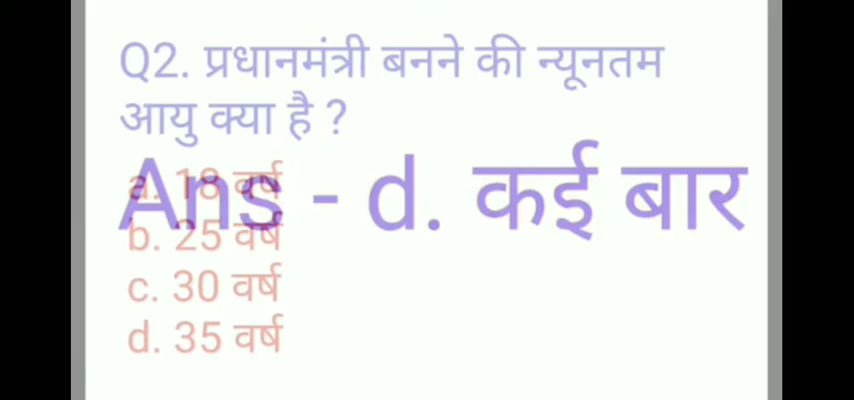 Q2. प्रधानमंत्री बनने की न्यूनतम
आयु क्या है ?
Ans - d. कई बार
a. 18 वर्ष
b. 25 वर्ष
c. 30 वर्ष
d. 35 वर्ष